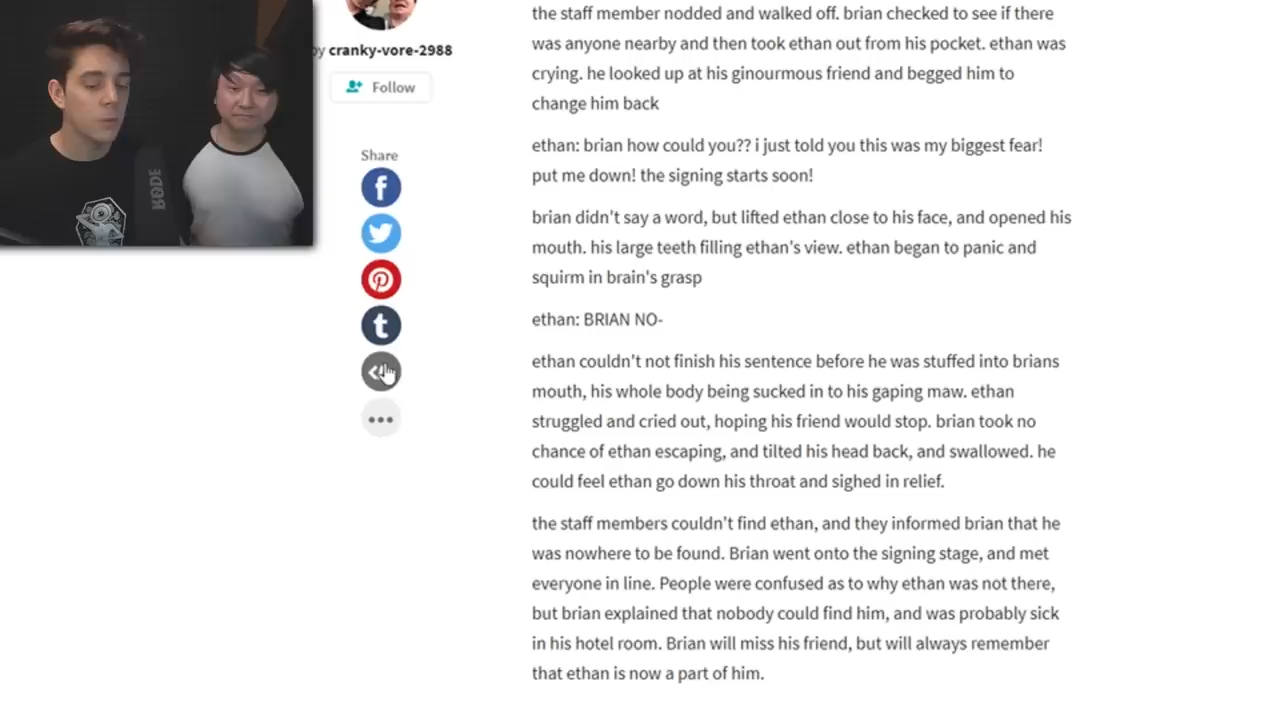 the staff member nodded and walked off. brian checked to see if there
was anyone nearby and then took ethan out from his pocket. ethan was
crying. he looked up at his ginourmous friend and begged him to
change him back
by cranky-vore-2988
Follow
Share
ethan: brian how could you?? i just told you this was my biggest fear!
put me down! the signing starts soon!
brian didn't say a word, but lifted ethan close to his face, and opened his
mouth. his large teeth filling ethan's view. ethan began to panic and
squirm in brain's grasp
ethan: BRIAN NO-
ethan couldn't not finish his sentence before he was stuffed into brians
mouth, his whole body being sucked in to his gaping maw. ethan
struggled and cried out, hoping his friend would stop. brian took no
chance of ethan escaping, and tilted his head back, and swallowed. he
could feel ethan go down his throat and sighed in relief.
the staff members couldn't find ethan, and they informed brian that he
was nowhere to be found. Brian went onto the signing stage, and met
everyone in line. People were confused as to why ethan was not there,
but brian explained that nobody could find him, and was probably sick
in his hotel room. Brian will miss his friend, but will always remember
that ethan is now a part of him.
RØDE